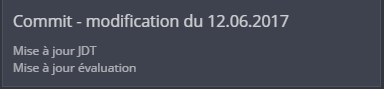 Commit - modification du 12.06.2017
Mise à jour JDT
Mise à jour évaluation